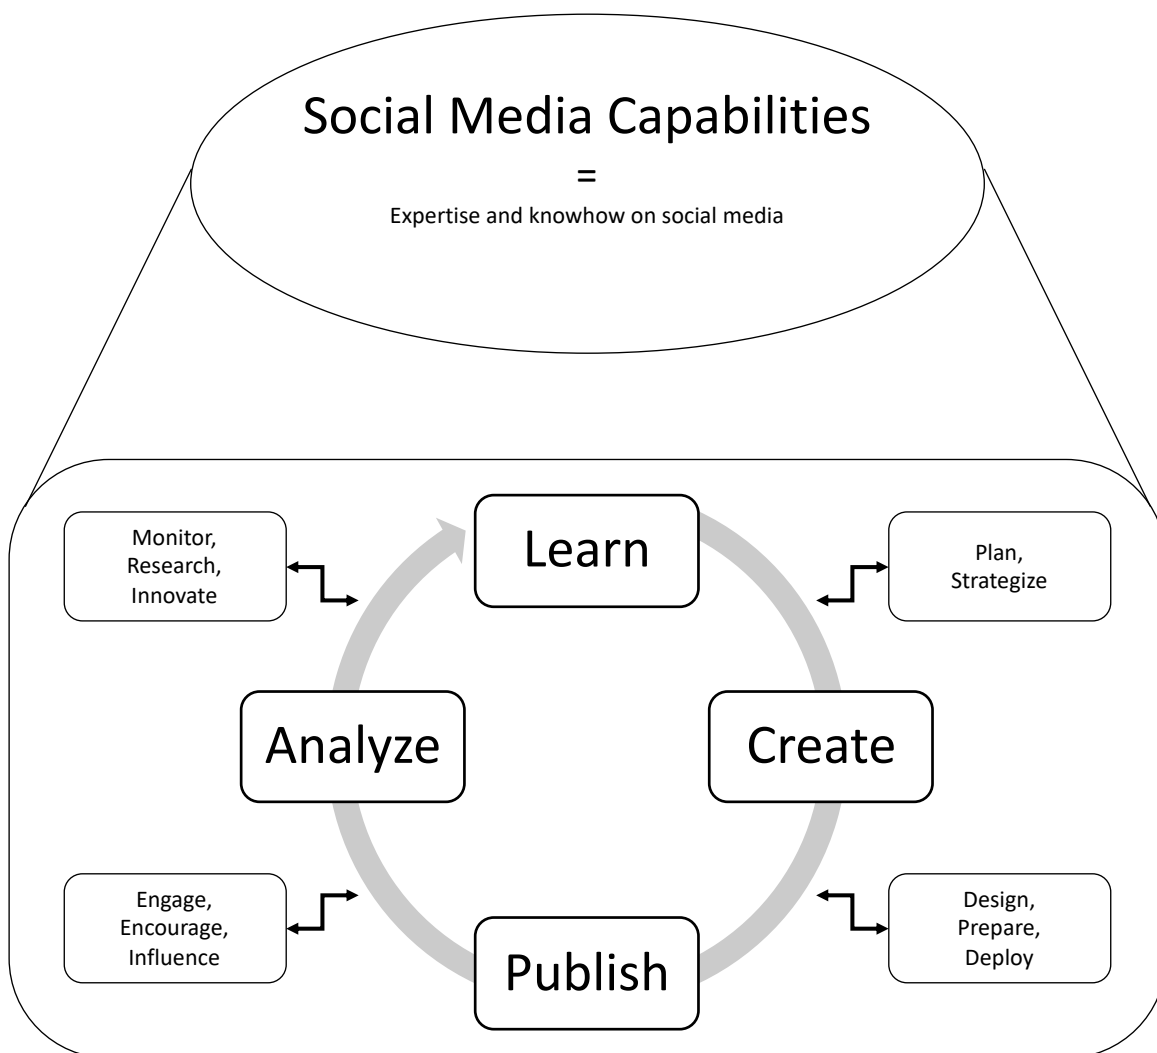 Social Media Capabilities
=
Expertise and knowhow on social media
Monitor,
Research,
Innovate
Learn
Plan,
Strategize
Analyze
Create
Engage,
Encourage,
Influence
Publish
Design,
Prepare,
Deploy